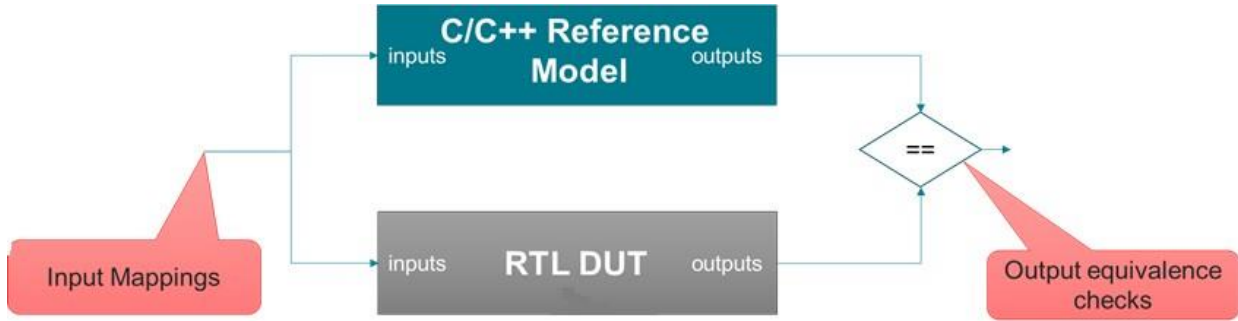 C/C++ Reference
Model
inputs
outputs
==
Input Mappings
inputs
RTL DUT
outputs
Output equivalence
checks